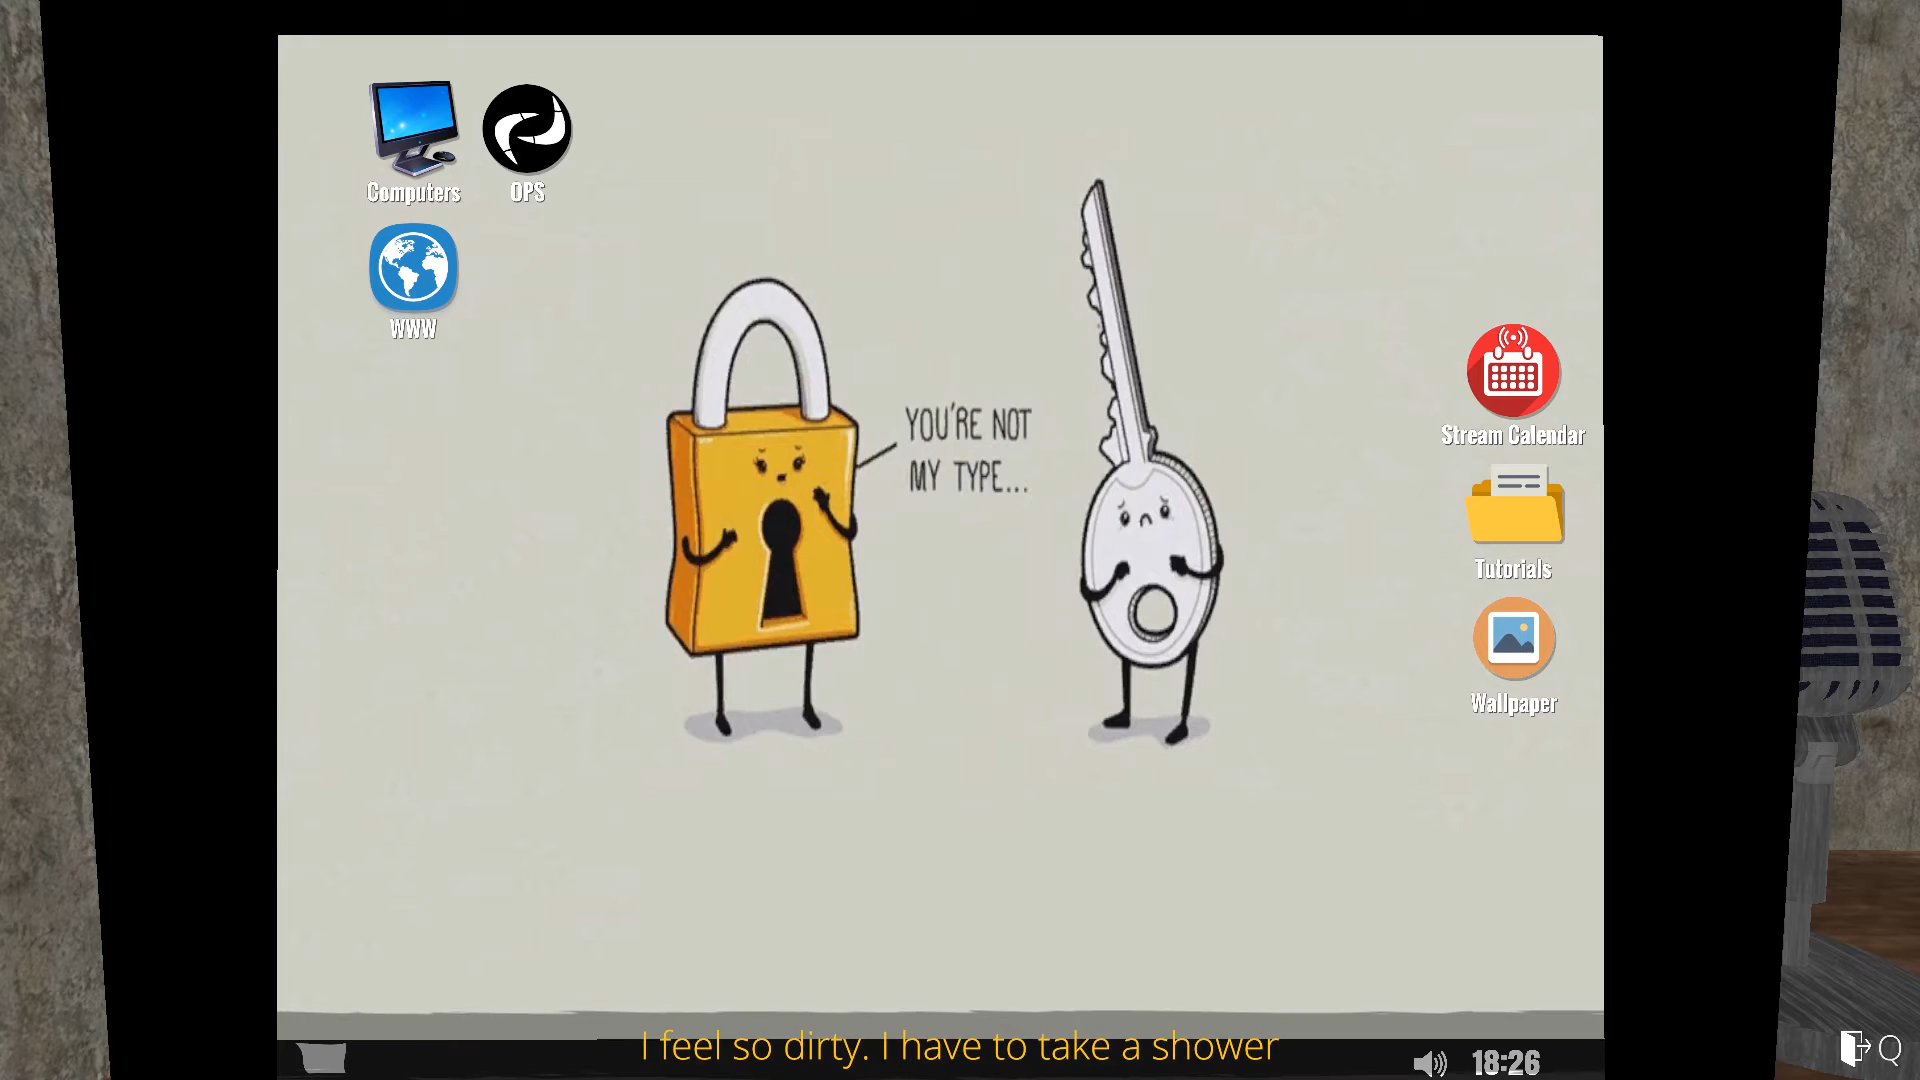 Computers
OPS
WWW
YOU'RE NOT
MY TYPE...
Stream Calendar
Tutorials
Wallpaper
I feel so dirty. I have to take a shower
18:26
Q